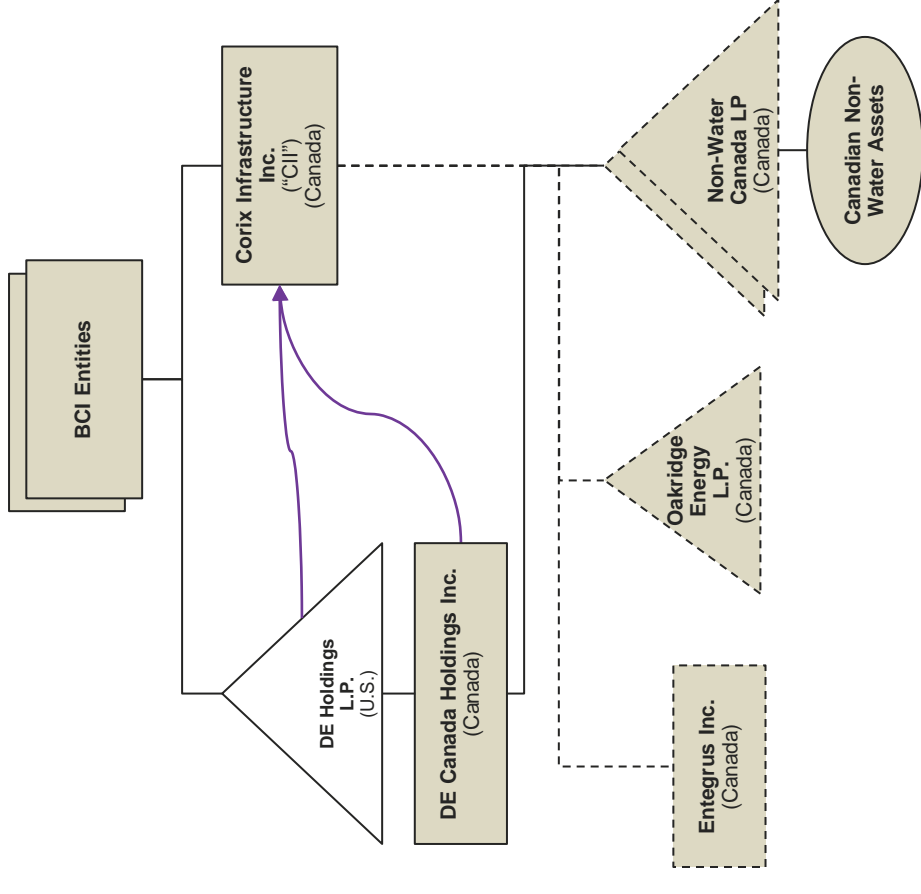 BCI Entities
DE Holdings
L.P.
(U.S.)
Corix Infrastructure
Inc.
("CII")
(Canada)
DE Canada Holdings Inc.
(Canada)
Entegrus Inc.
(Canada)
Oakridge
Energy
L.P.
(Canada)
Non-Water
Canada LP
(Canada)
Canadian Non-
Water Assets